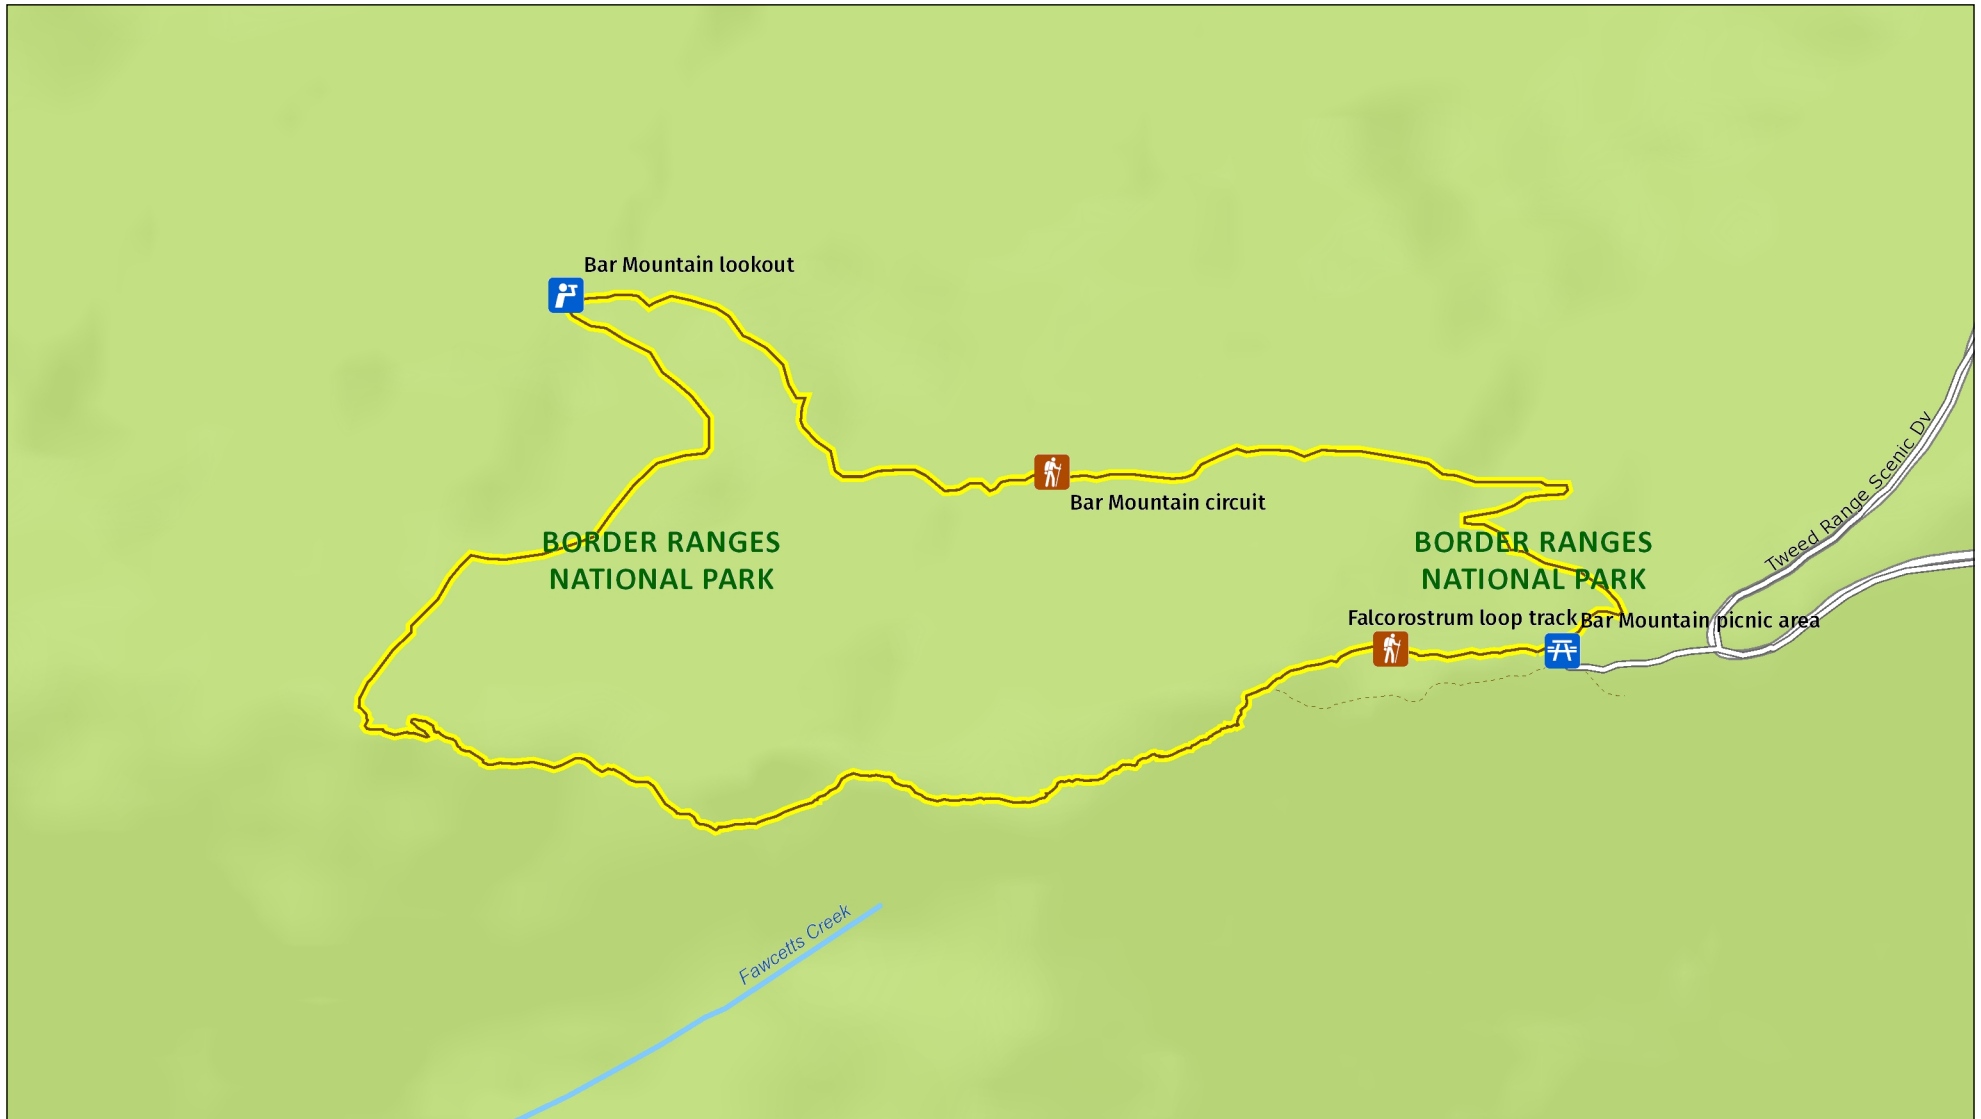 Bar Mountain lookout
Tweed Range Scenic Dv
Bar Mountain circuit
BORDER RANGES
NATIONAL PARK
BORDER RANGES
NATIONAL PARK
Falcorostrum loop track
Bar Mountain picnic area
Fawcetts Creek